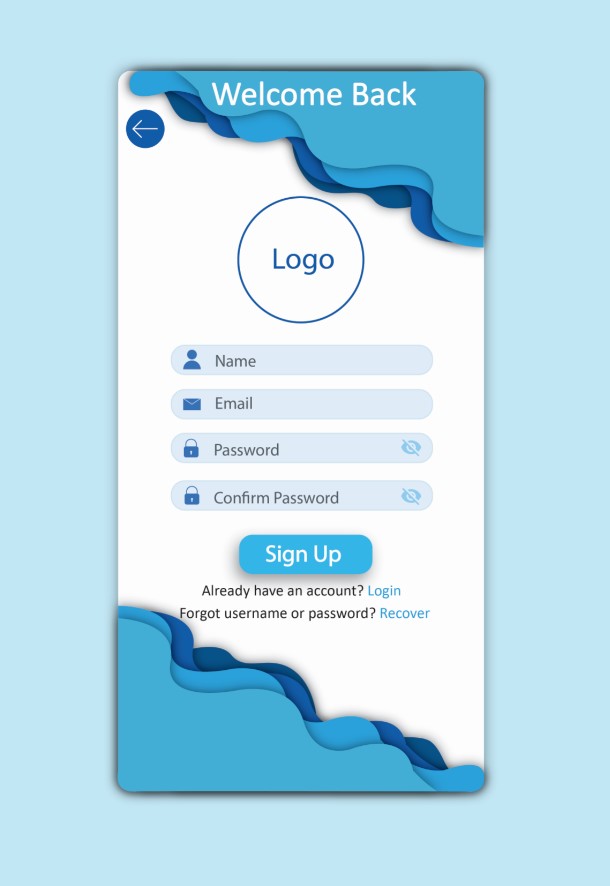 Welcome Back
Logo
Name
Email
Password
Confirm Password
Sign Up
Already have an account? Login
Forgot username or password? Recover